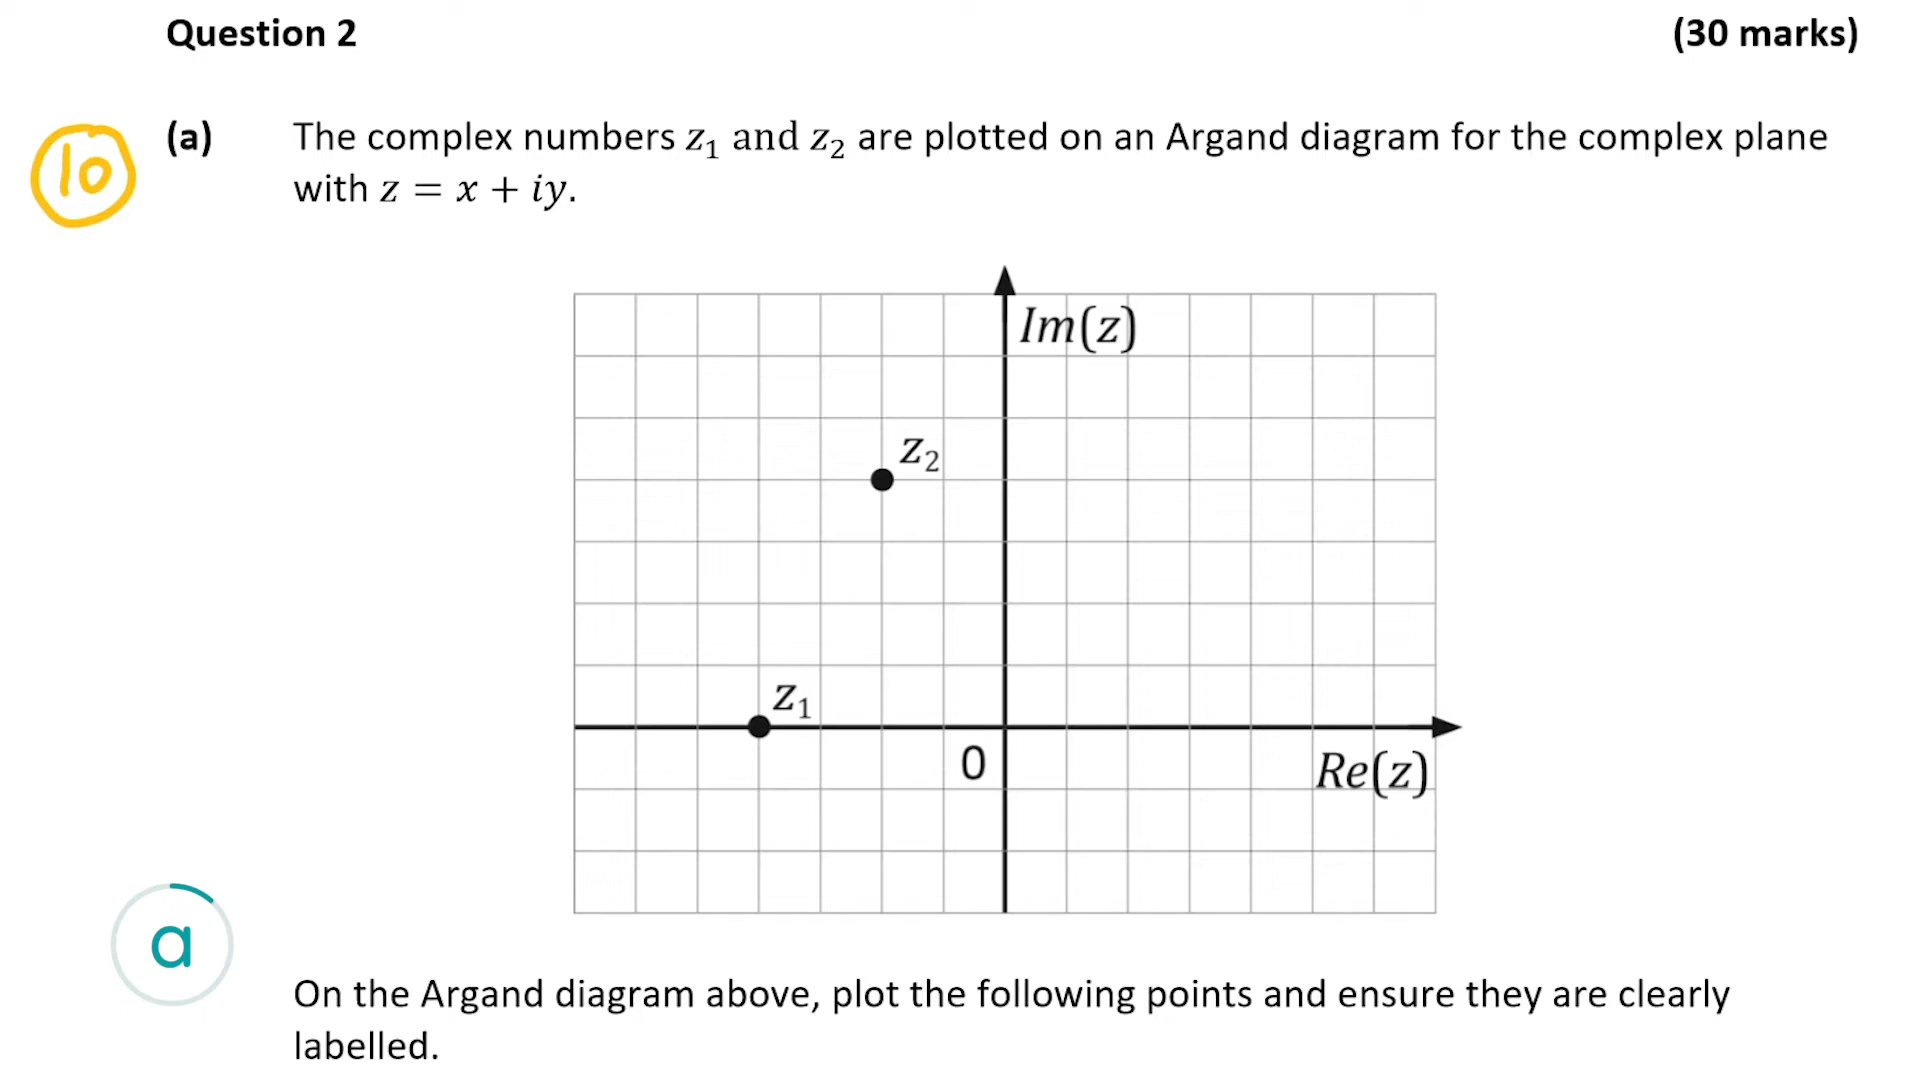 Question 2 (30 marks)
10
(a) The complex numbers z₁ and z₂ are plotted on an Argand diagram for the complex plane
with z = x + iy.
Im(z)
z₂
z₁
0
Re(z)
a
On the Argand diagram above, plot the following points and ensure they are clearly
labelled.